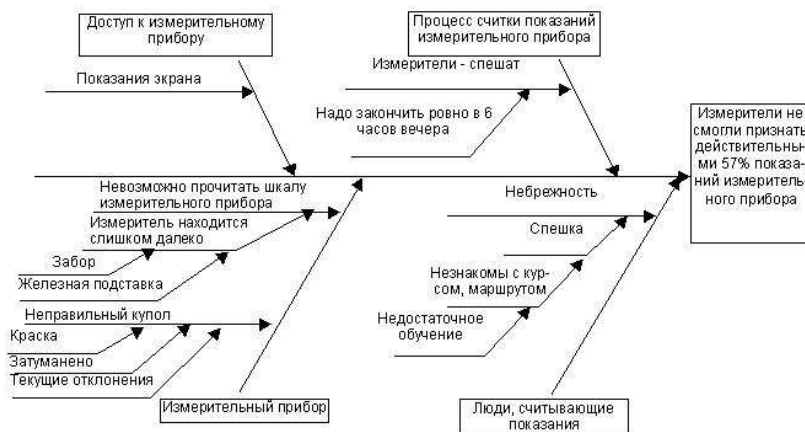 Доступ к измерительному
прибору
Процесс считки показаний
измерительного прибора
Показания экрана
Измерители - спешат
Надо закончить ровно в 6
часов вечера
Измерители не
смогли признать
действительны-
ми 57% показа-
ний измеритель-
ного прибора
Невозможно прочитать шкалу
измерительного прибора
Измеритель находится
слишком далеко
Забор
Железная подставка
Неправильный купол
Краска
Затуманено
Текущие отклонения
Измерительный прибор
Небрежность
Спешка
Незнакомы с кур-
сом, маршрутом
Недостаточное
обучение
Люди, считывающие
показания